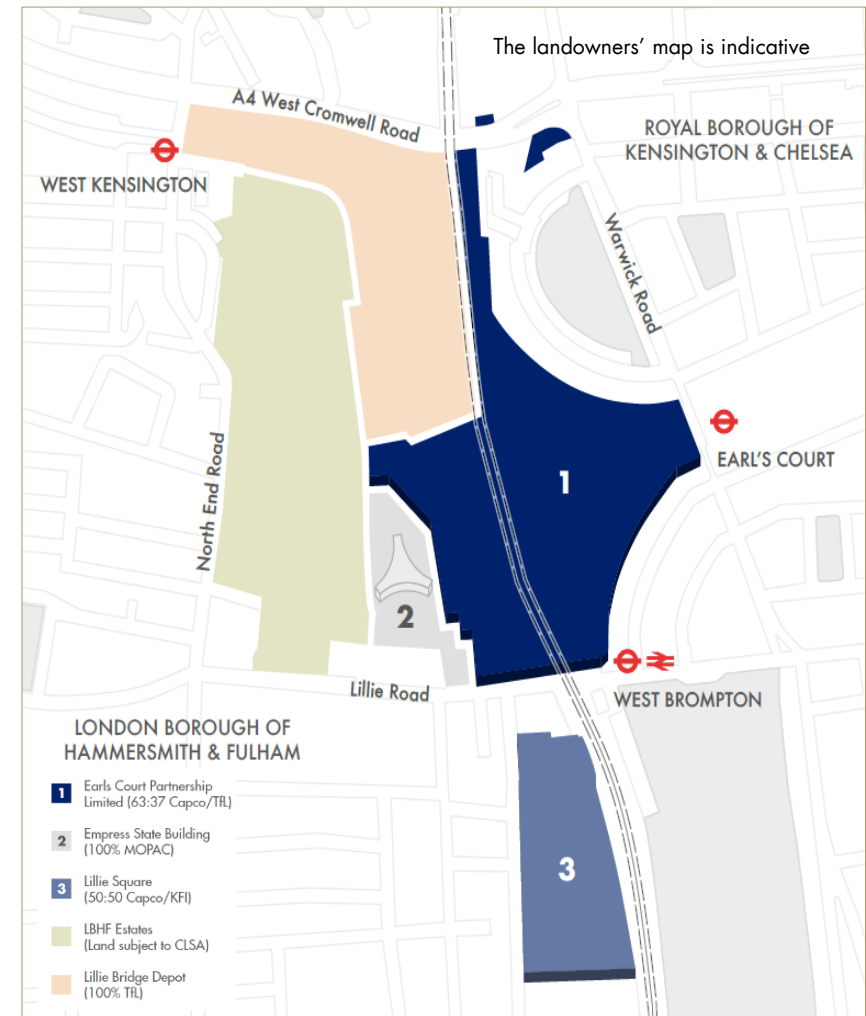 The landowners’ map is indicative
A4 West Cromwell Road
ROYAL BOROUGH OF
KENSINGTON & CHELSEA
WEST KENSINGTON
Warwick Road
North End Road
EARL’S COURT
1
2
Lillie Road
WEST BROMPTON
3
LONDON BOROUGH OF
HAMMERSMITH & FULHAM
1 Earls Court Partnership
Limited (63:37 Capco/TfL)
2 Empress State Building
(100% MOPAC)
3 Lillie Square
(50:50 Capco/KFI)
LBHF Estates
(Land subject to CLSA)
Lillie Bridge Depot
(100% TfL)